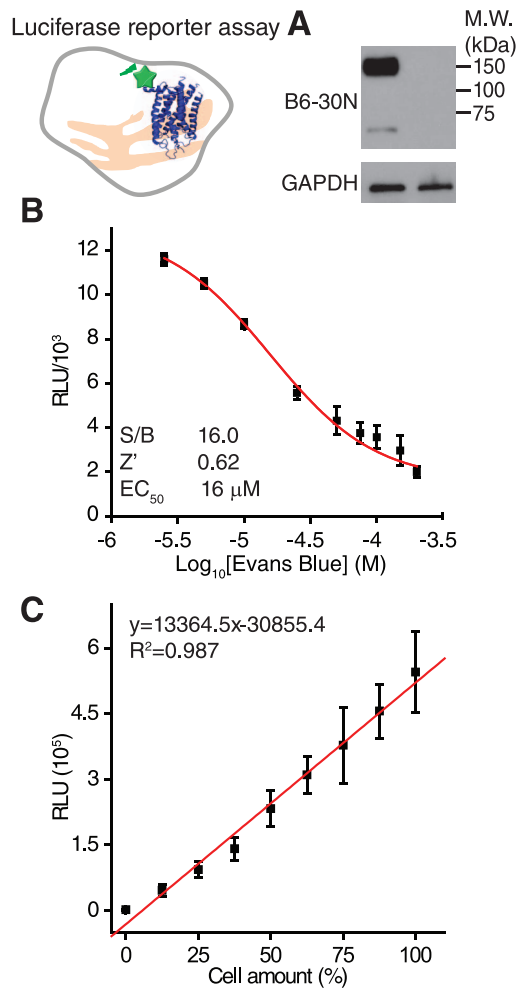 Luciferase reporter assay
A
M.W.
(kDa)
150
100
75
B6-30N
GAPDH
B
12
10
8
6
4
2
0
RLU/10³
S/B 16.0
Z' 0.62
EC₅₀ 16 μM
-6 -5.5 -5 -4.5 -4 -3.5
Log₁₀[Evans Blue] (M)
C
y=13364.5x-30855.4
R²=0.987
6
4.5
3
1.5
0
RLU (10⁵)
0 25 50 75 100
Cell amount (%)